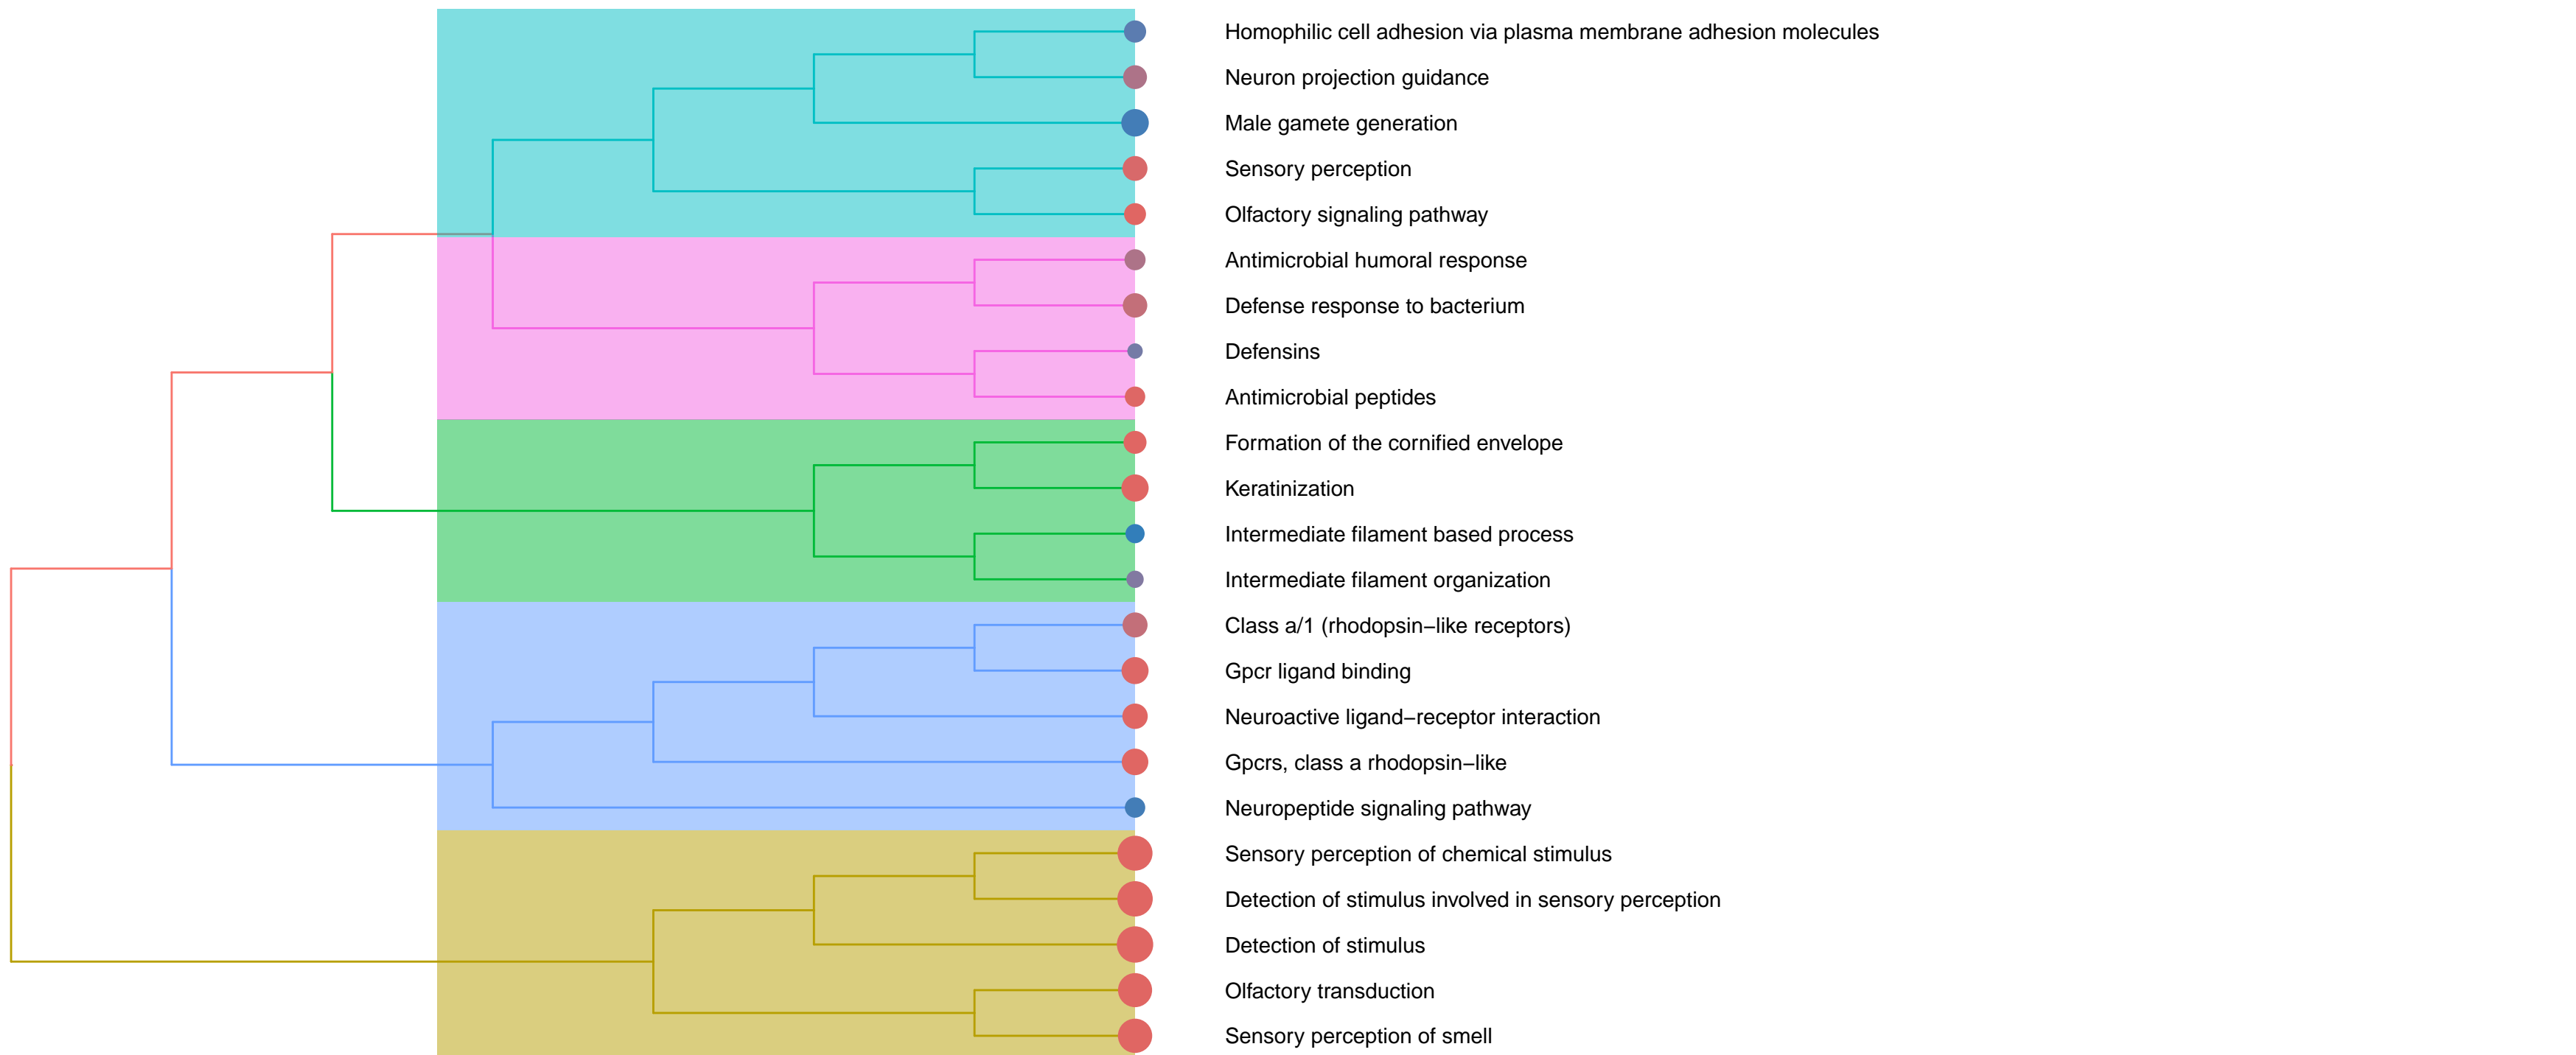 Homophilic cell adhesion via plasma membrane adhesion molecules
Neuron projection guidance
Male gamete generation
Sensory perception
Olfactory signaling pathway
Antimicrobial humoral response
Defense response to bacterium
Defensins
Antimicrobial peptides
Formation of the cornified envelope
Keratinization
Intermediate filament based process
Intermediate filament organization
Class a/1 (rhodopsin−like receptors)
Gpcr ligand binding
Neuroactive ligand−receptor interaction
Gpcrs, class a rhodopsin−like
Neuropeptide signaling pathway
Sensory perception of chemical stimulus
Detection of stimulus involved in sensory perception
Detection of stimulus
Olfactory transduction
Sensory perception of smell